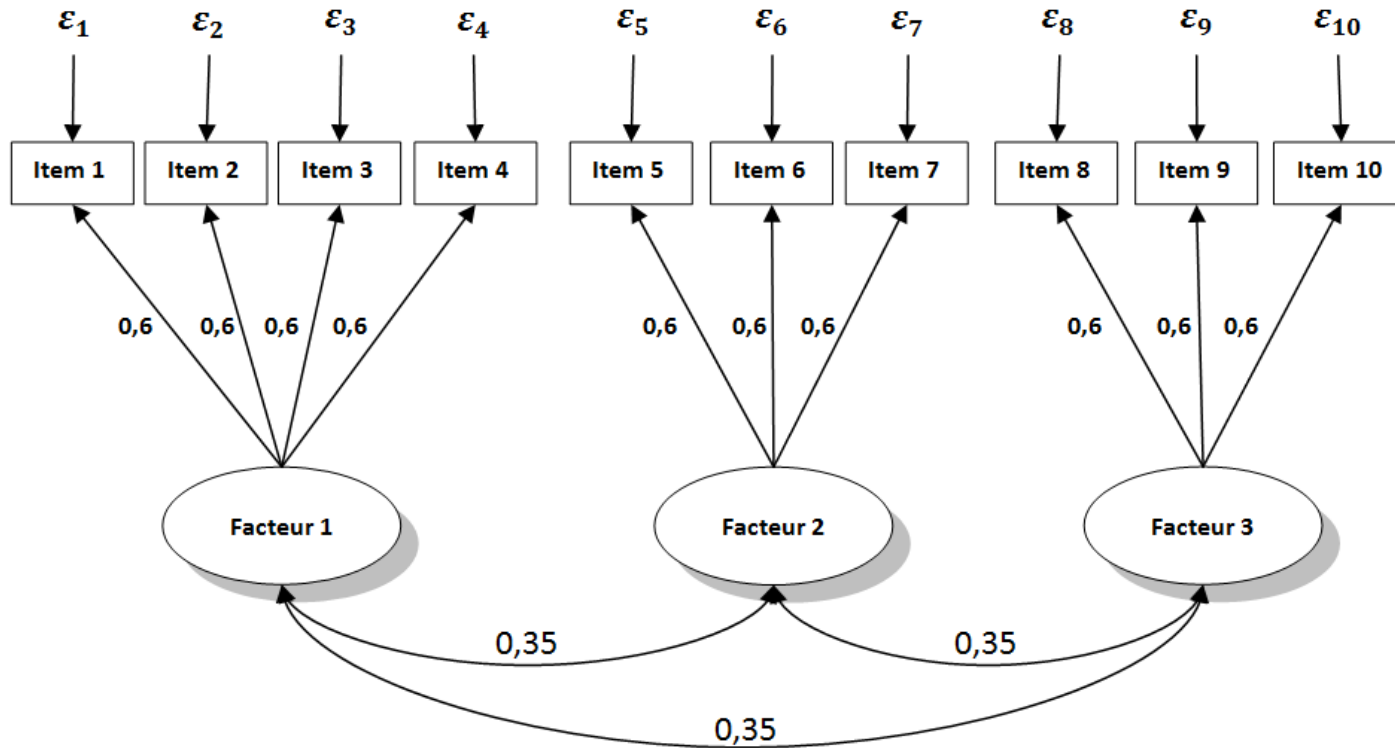 ε1 ε2 ε3 ε4 ε5 ε6 ε7 ε8 ε9 ε10
Item 1 Item 2 Item 3 Item 4 Item 5 Item 6 Item 7 Item 8 Item 9 Item 10
0,6 0,6 0,6 0,6 0,6 0,6 0,6 0,6 0,6 0,6
Facteur 1 Facteur 2 Facteur 3
0,35 0,35
0,35